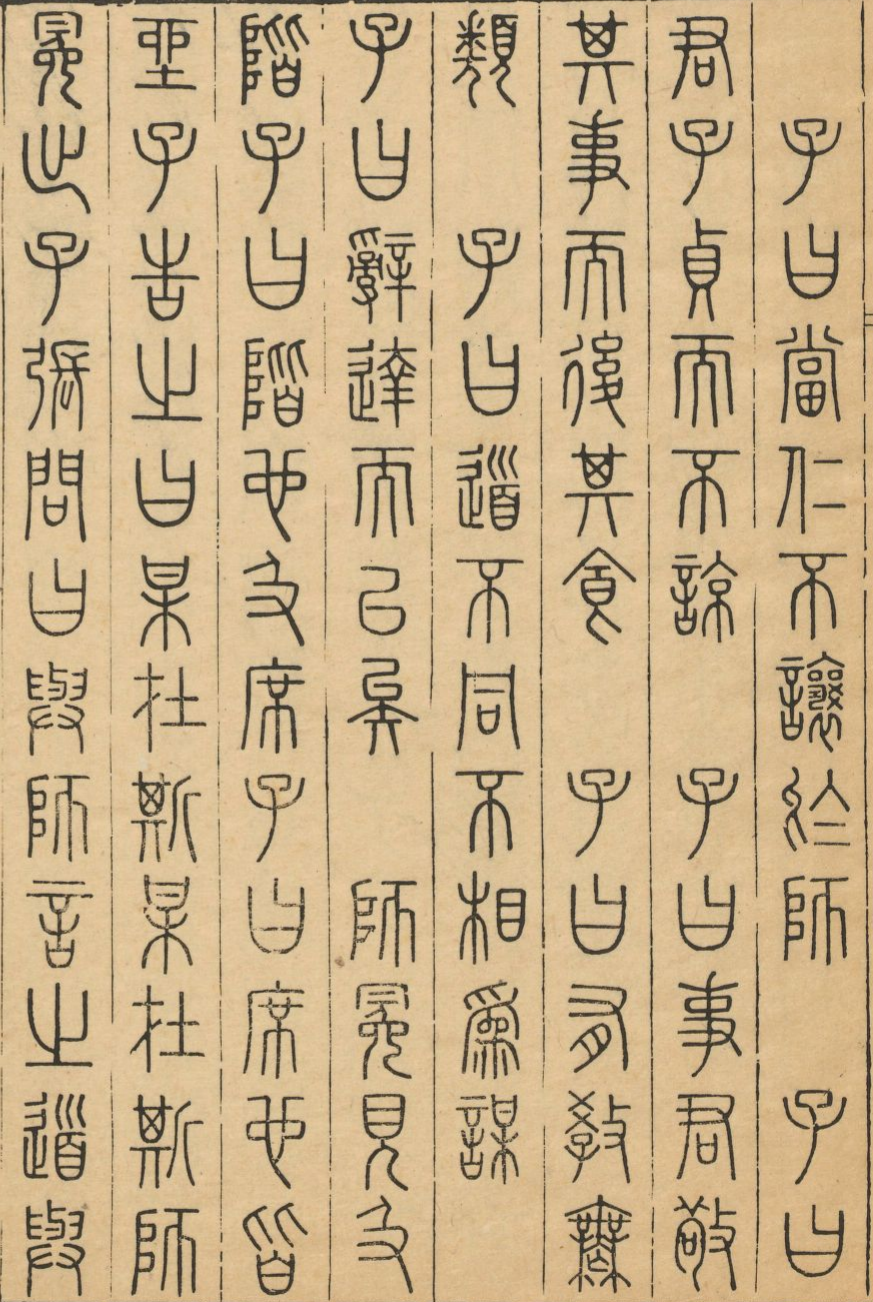 子曰當仁不讓於師　子曰
君子貞而不諒　子曰事君敬
其事而後其食　子曰有教無
類　子曰道不同不相爲謀
子曰辭達而已矣　師冕見及
階子曰階也及席子曰席也皆
坐子告之曰某在斯某在斯師
冕出子張問曰與師言之道與